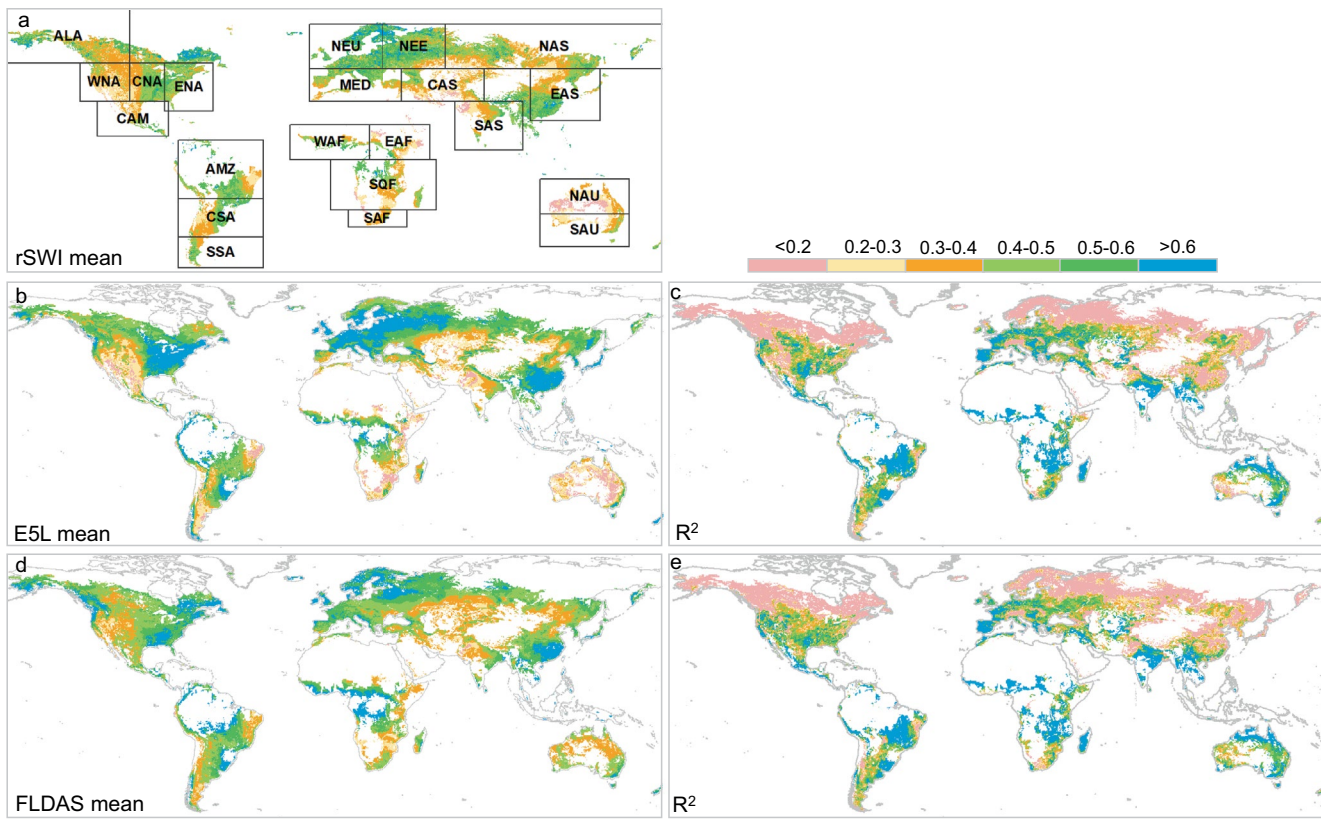 a
ALA
NEU NEE NAS
WNA CNA ENA
MED CAS EAS
CAM
SAS
WAF EAF
AMZ
SQF
NAU
CSA
SAF
SAU
SSA
rSWI mean
<0.2 0.2-0.3 0.3-0.4 0.4-0.5 0.5-0.6 >0.6
b
E5L mean
c
R²
d
FLDAS mean
e
R²